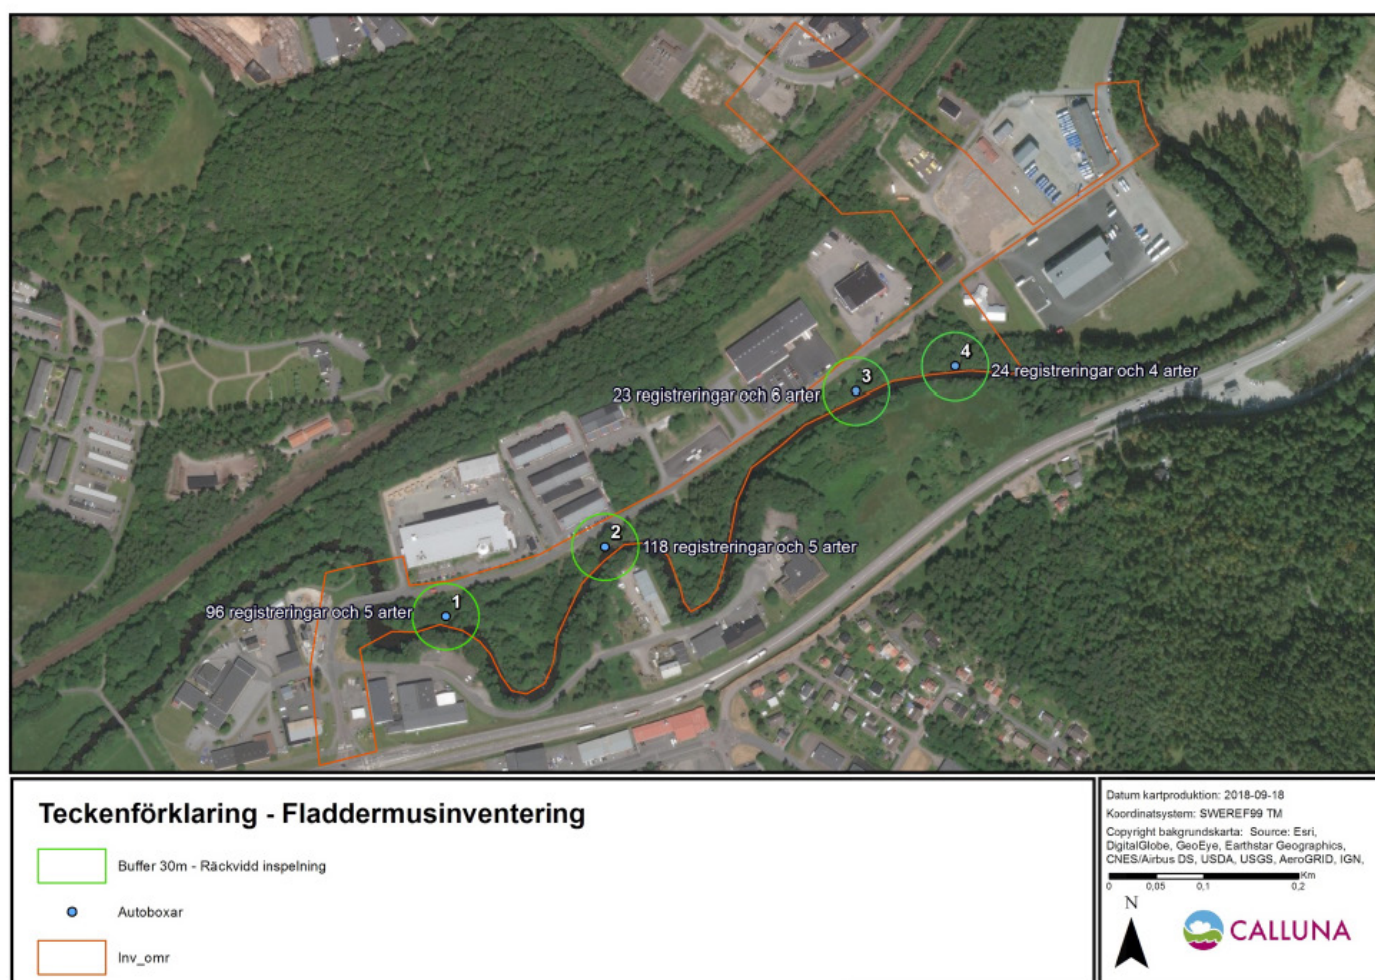 4
24 registreringar och 4 arter
3
23 registreringar och 6 arter
2
118 registreringar och 5 arter
1
96 registreringar och 5 arter
Teckenförklaring - Fladdermusinventering
Buffer 30m - Räckvidd inspelning
Autoboxar
Inv_omr
Datum kartproduktion: 2018-09-18
Koordinatsystem: SWEREF99 TM
Copyright bakgrundskarta: Source: Esri,
DigitalGlobe, GeoEye, Earthstar Geographics,
CNES/Airbus DS, USDA, USGS, AeroGRID, IGN,
Km
0 0,05 0,1 0,2
N
CALLUNA